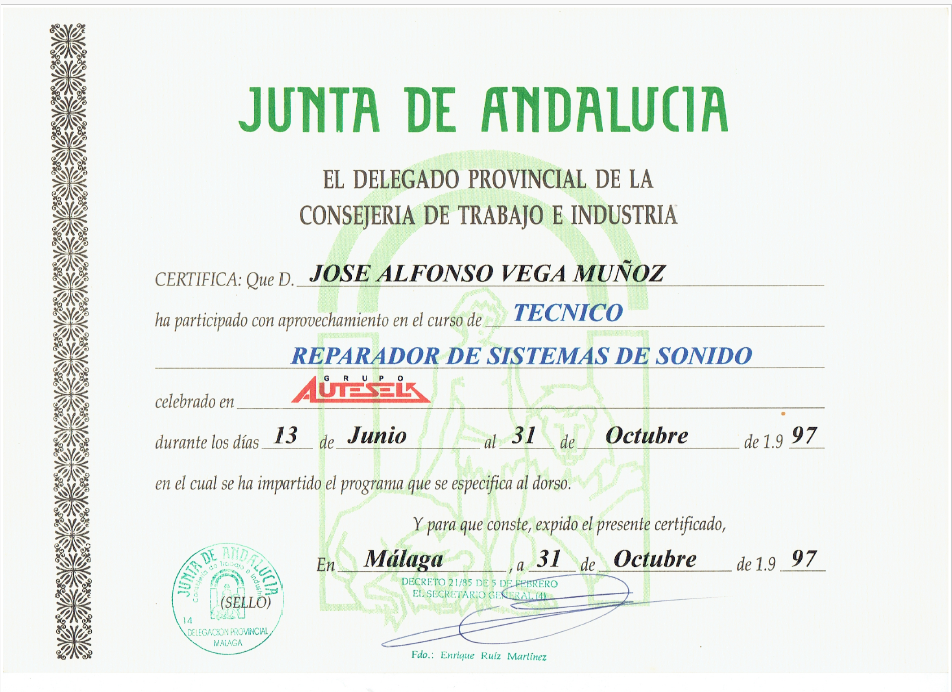 JUNTA DE ANDALUCIA
EL DELEGADO PROVINCIAL DE LA
CONSEJERIA DE TRABAJO E INDUSTRIA
CERTIFICA: Que D. JOSE ALFONSO VEGA MUÑOZ
ha participado con aprovechamiento en el curso de TECNICO
REPARADOR DE SISTEMAS DE SONIDO
GRUPO
celebrado en AUTESEL
durante los días 13 de Junio al 31 de Octubre de 1.9 97
en el cual se ha impartido el programa que se especifica al dorso.
Y para que conste, expido el presente certificado,
En Málaga, a 31 de Octubre de 1.9 97
DECRETO 21/85 DE 5 DE FEBRERO
EL SECRETARIO GENERAL
JUNTA DE ANDALUCIA
Consejería de Trabajo e Industria
(SELLO)
14
DELEGACION PROVINCIAL
MALAGA
Fdo.: Enrique Ruíz Martínez